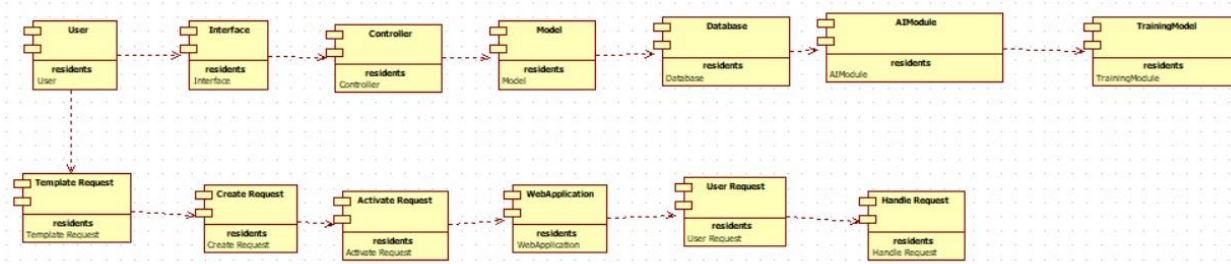 User
residents
User
Interface
residents
Interface
Controller
residents
Controller
Model
residents
Model
Database
residents
Database
AIModule
residents
AIModule
TrainingModel
residents
TrainingModule
Template Request
residents
Template Request
Create Request
residents
Create Request
Activate Request
residents
Activate Request
WebApplication
residents
WebApplication
User Request
residents
User Request
Handle Request
residents
Handle Request